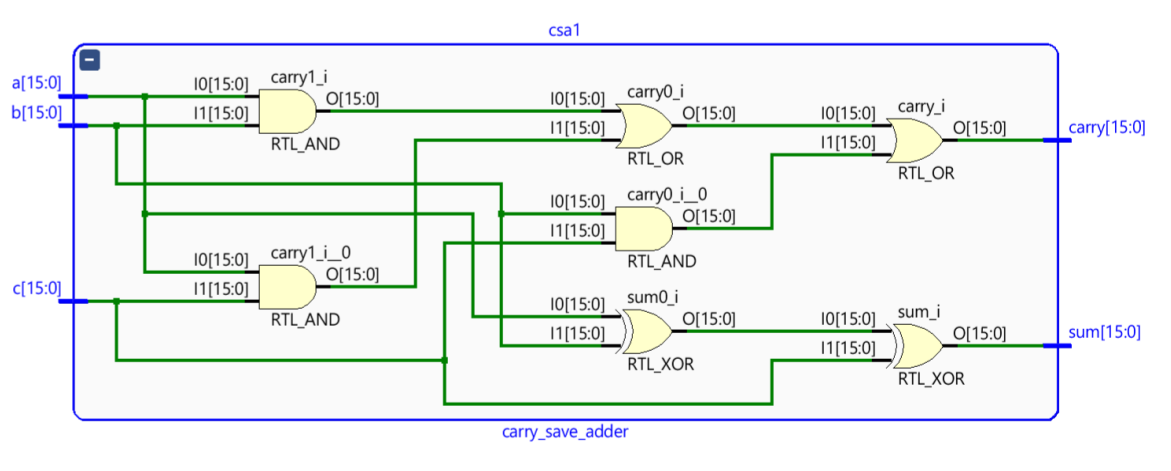 csa1
a[15:0]
b[15:0]
c[15:0]
carry1_i
I0[15:0]
I1[15:0]
O[15:0]
RTL_AND
carry1_i__0
I0[15:0]
I1[15:0]
O[15:0]
RTL_AND
carry0_i
I0[15:0]
I1[15:0]
O[15:0]
RTL_OR
carry0_i__0
I0[15:0]
I1[15:0]
O[15:0]
RTL_AND
sum0_i
I0[15:0]
I1[15:0]
O[15:0]
RTL_XOR
carry_i
I0[15:0]
I1[15:0]
O[15:0]
RTL_OR
sum_i
I0[15:0]
I1[15:0]
O[15:0]
RTL_XOR
carry[15:0]
sum[15:0]
carry_save_adder